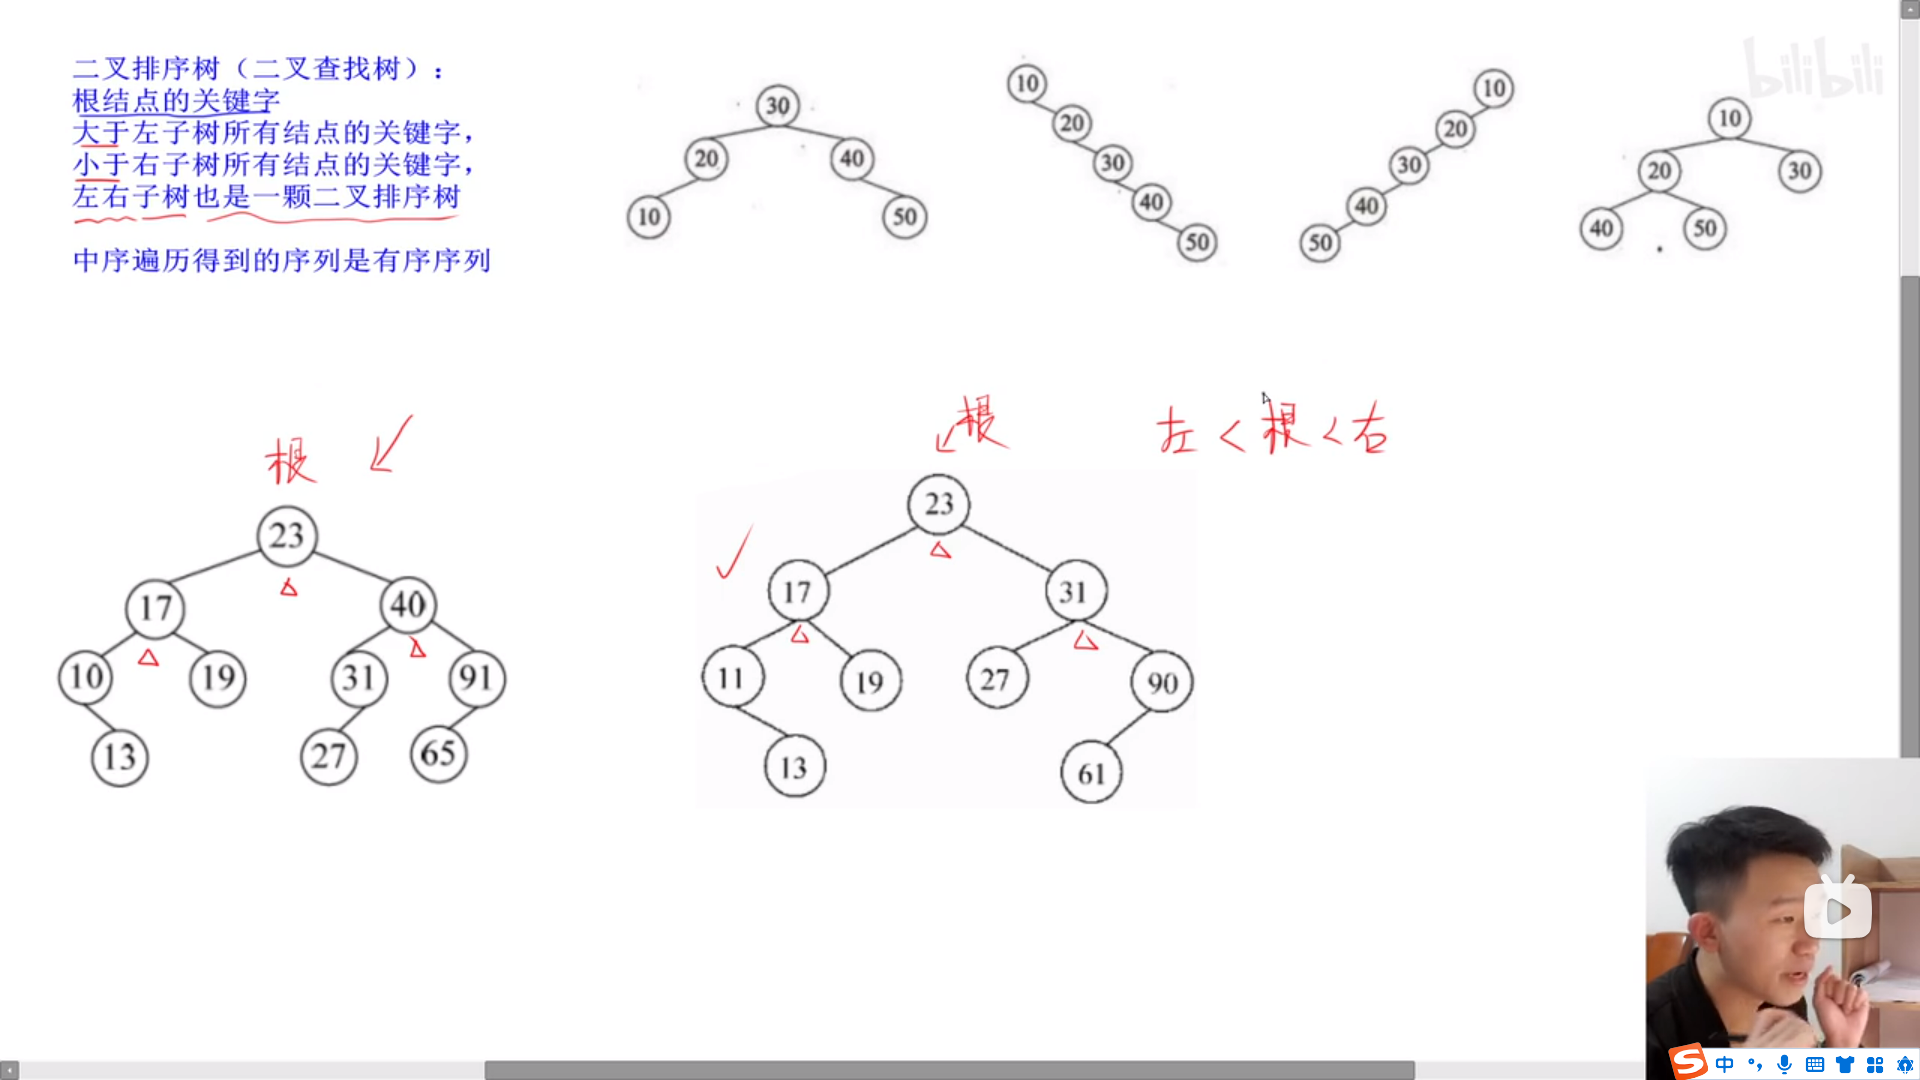 二叉排序树（二叉查找树）：
根结点的关键字
大于左子树所有结点的关键字，
小于右子树所有结点的关键字，
左右子树也是一颗二叉排序树
中序遍历得到的序列是有序序列
30
20 40
10 50
10
20
30
40
50
10
20
30
40
50
10
20 30
40 50
bilibili
根
23
17 40
10 19 31 91
13 27 65
根
23
17 31
11 19 27 90
13 61
左 < 根 < 右
S 中